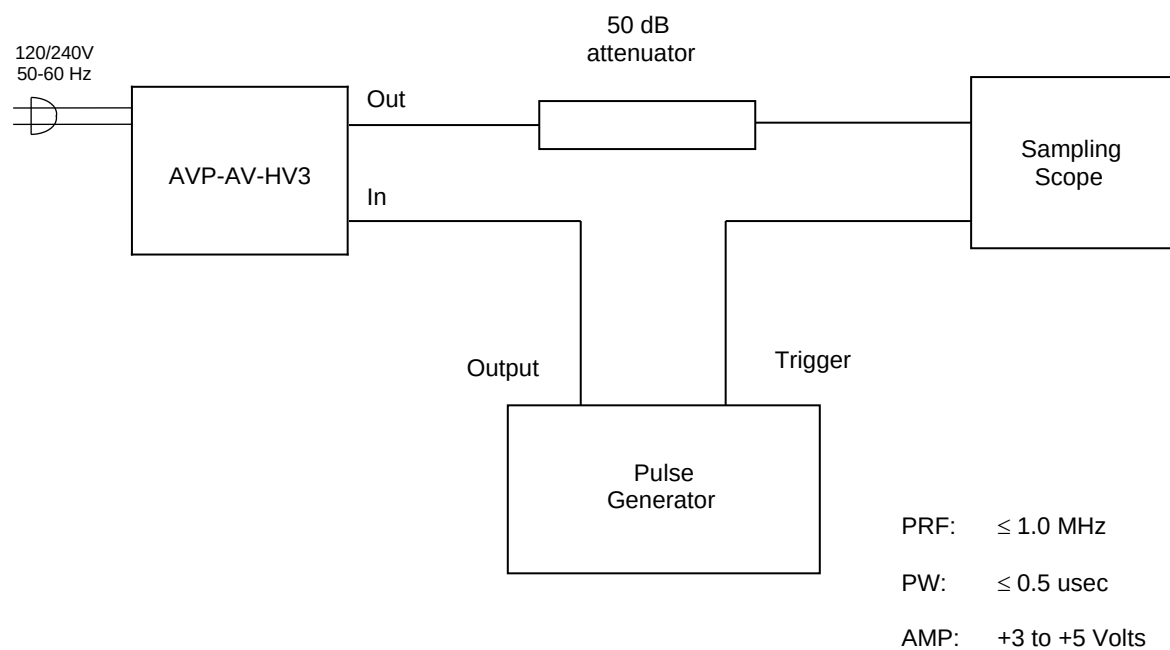 50 dB
attenuator
120/240V
50-60 Hz
Out
AVP-AV-HV3
Sampling
Scope
In
Output
Trigger
Pulse
Generator
PRF: ≤ 1.0 MHz
PW: ≤ 0.5 usec
AMP: +3 to +5 Volts